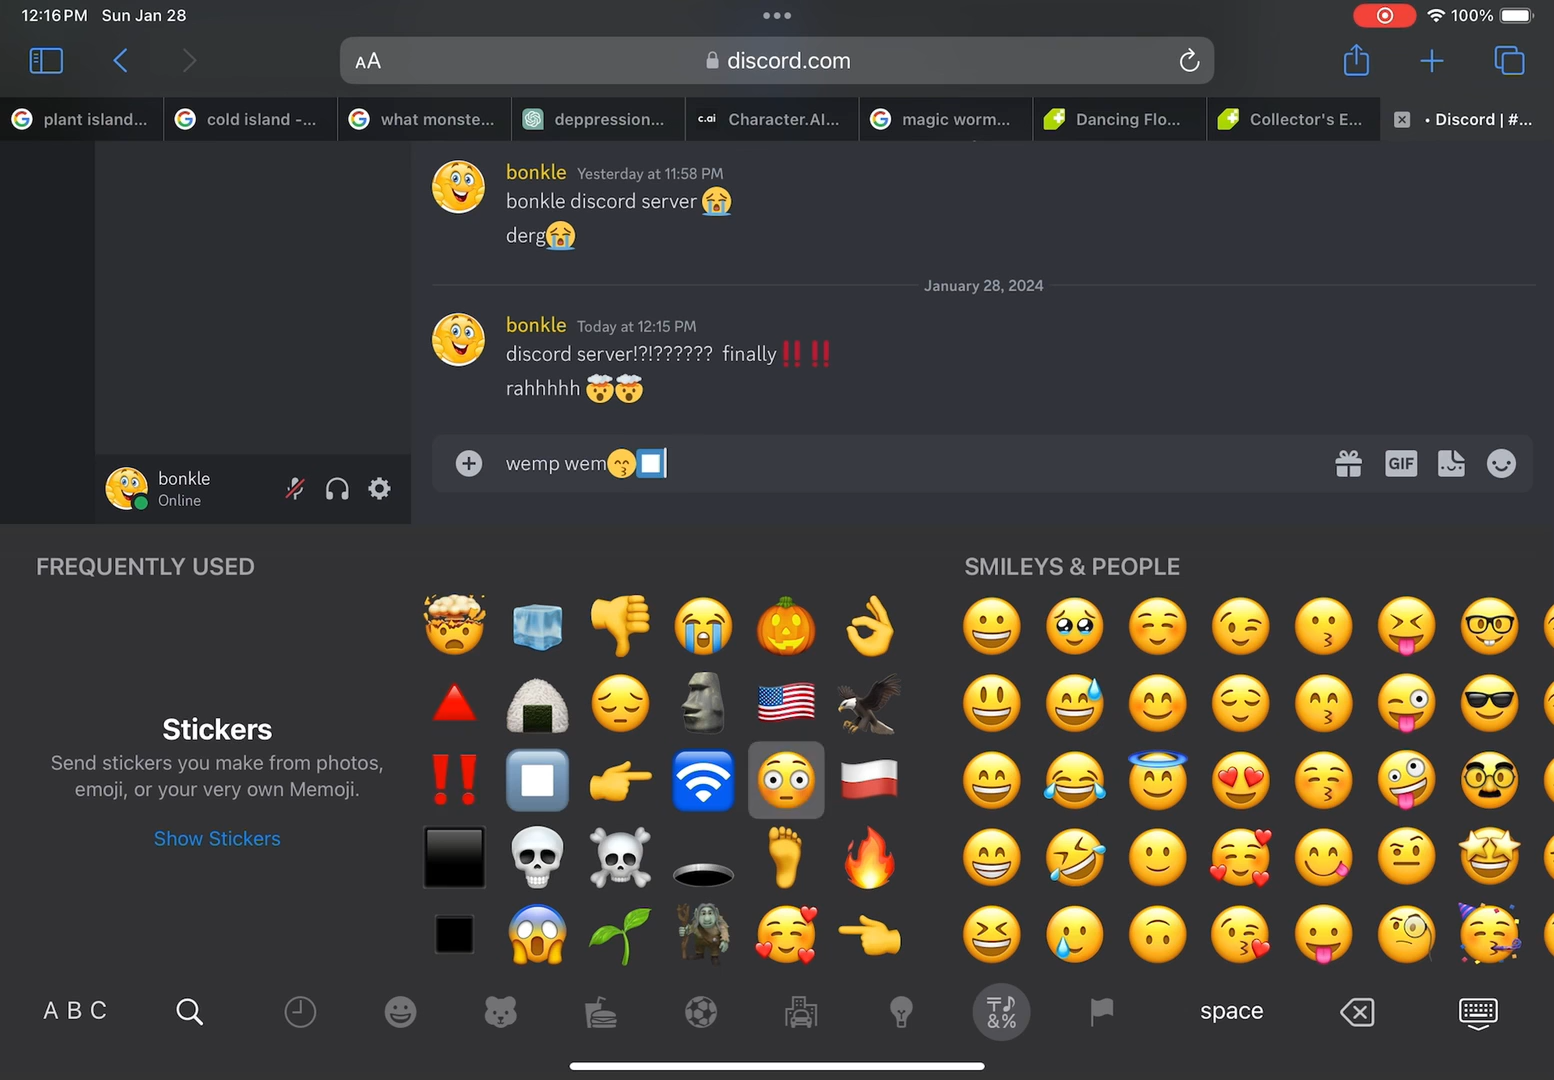 12:16 PM Sun Jan 28
100%
AA
discord.com
plant island...
cold island -...
what monste...
deppression...
c.ai Character.AI...
magic worm...
Dancing Flo...
Collector's E...
• Discord | #...
bonkle Yesterday at 11:58 PM
bonkle discord server 😭
derg😭
January 28, 2024
bonkle Today at 12:15 PM
discord server!?!?????? finally ‼️ ‼️
rahhhhh 🤯🤯
wemp wem😙⏹️
GIF
bonkle
Online
FREQUENTLY USED
SMILEYS & PEOPLE
Stickers
Send stickers you make from photos,
emoji, or your very own Memoji.
Show Stickers
ABC
&%
space